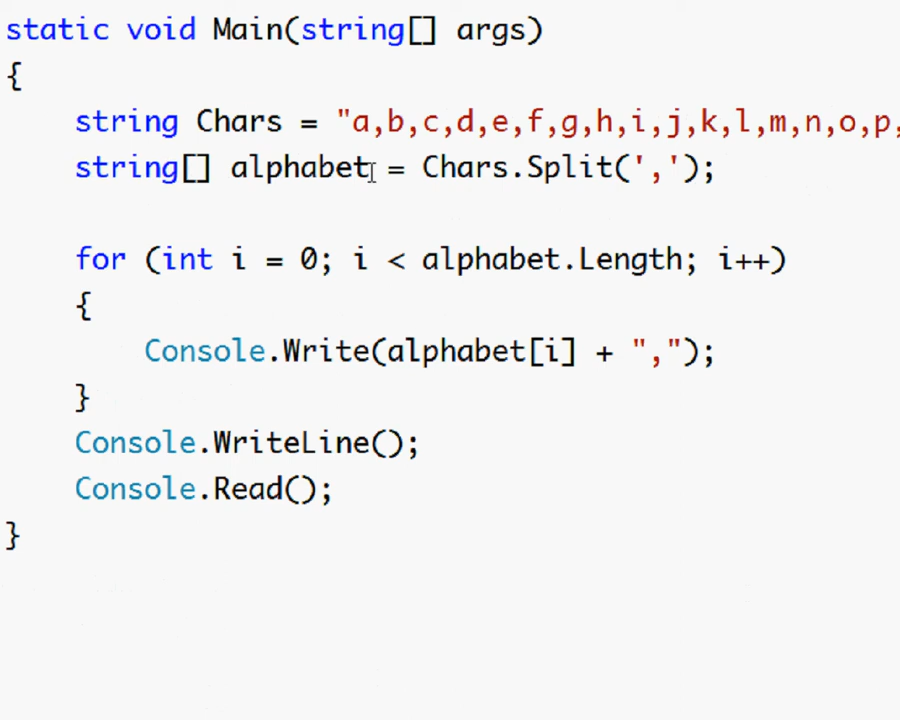 static void Main(string[] args)
{
string Chars = "a,b,c,d,e,f,g,h,i,j,k,l,m,n,o,p,
string[] alphabet = Chars.Split(',');
for (int i = 0; i < alphabet.Length; i++)
{
Console.Write(alphabet[i] + ",");
}
Console.WriteLine();
Console.Read();
}